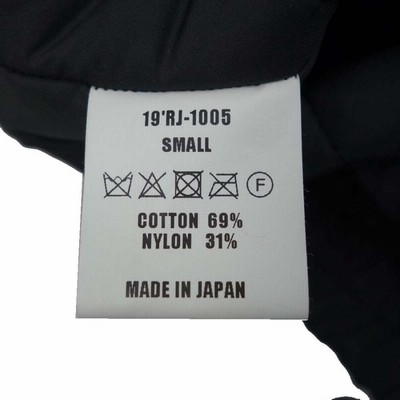 19'RJ-1005
SMALL
F
COTTON 69%
NYLON 31%
MADE IN JAPAN